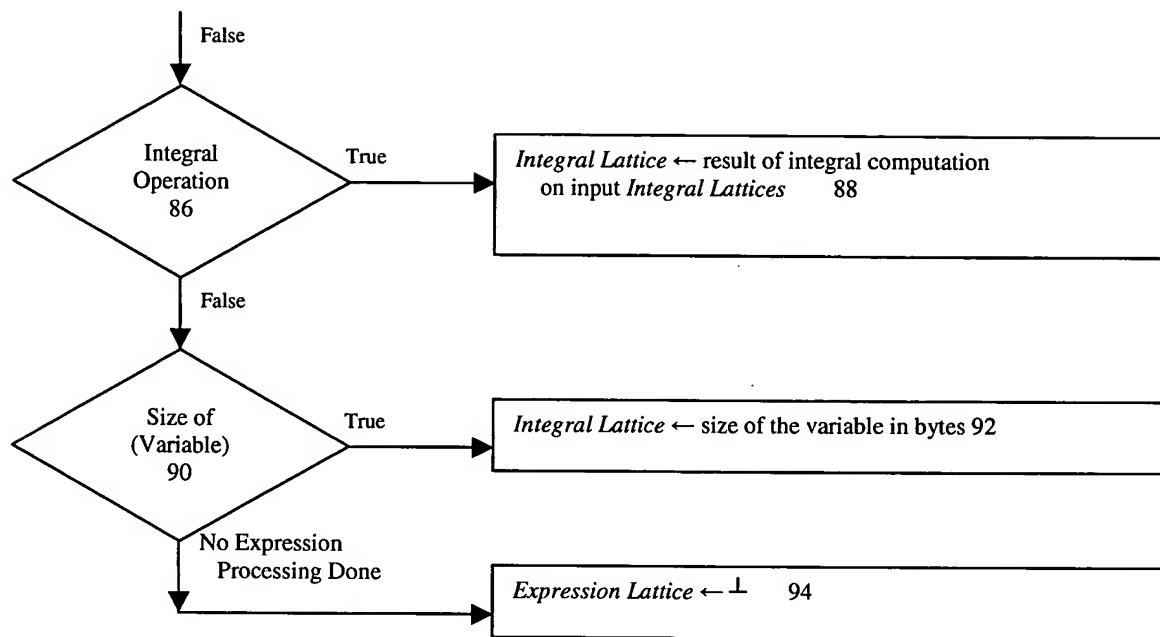 False
Integral
Operation
86
True
Integral Lattice ← result of integral computation
on input Integral Lattices 88
False
Size of
(Variable)
90
True
Integral Lattice ← size of the variable in bytes 92
No Expression
Processing Done
Expression Lattice ← ⊥ 94